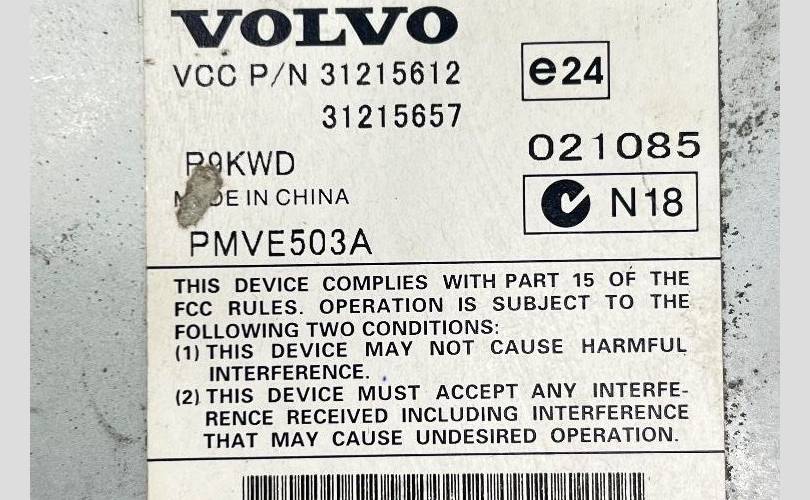 VOLVO
VCC P/N 31215612
31215657
e24
021085
KWD
IN CHINA
N18
PMVE503A
THIS DEVICE COMPLIES WITH PART 15 OF THE
FCC RULES. OPERATION IS SUBJECT TO THE
FOLLOWING TWO CONDITIONS:
(1) THIS DEVICE MAY NOT CAUSE HARMFUL
INTERFERENCE.
(2) THIS DEVICE MUST ACCEPT ANY INTERFE-
RENCE RECEIVED INCLUDING INTERFERENCE
THAT MAY CAUSE UNDESIRED OPERATION.